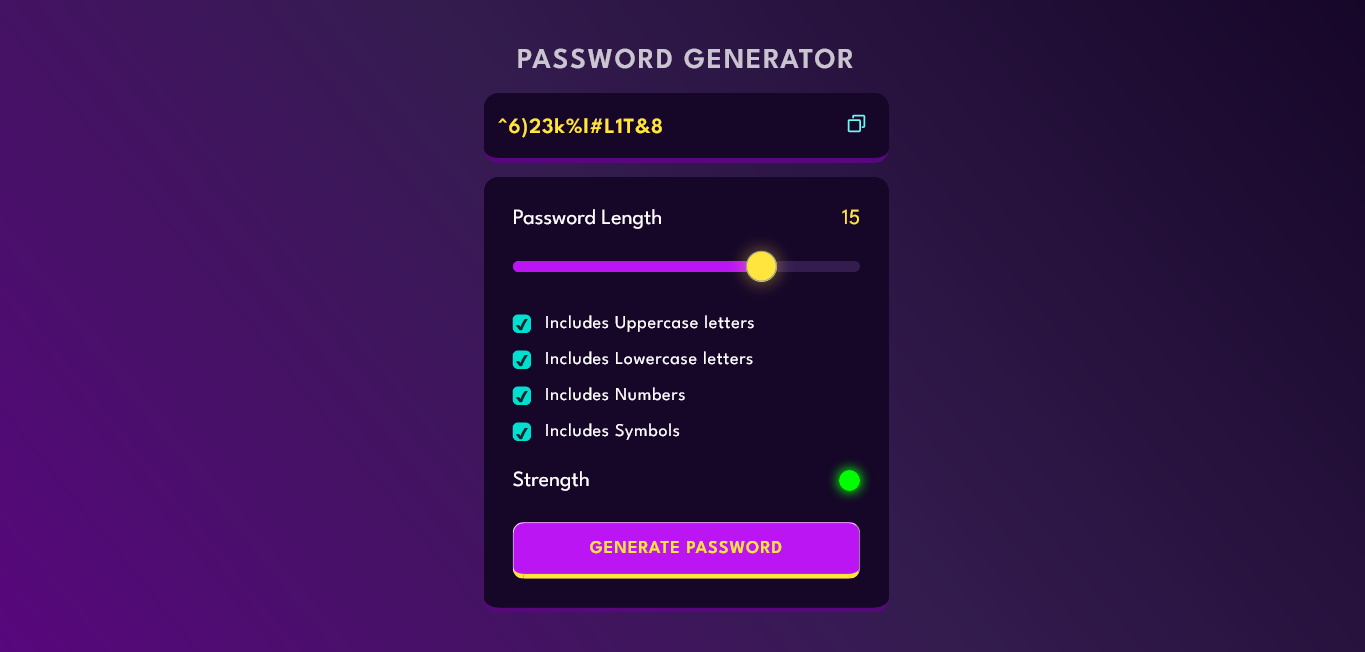 PASSWORD GENERATOR
^6)23k%l#L1T&8
Password Length
15
Includes Uppercase letters
Includes Lowercase letters
Includes Numbers
Includes Symbols
Strength
GENERATE PASSWORD